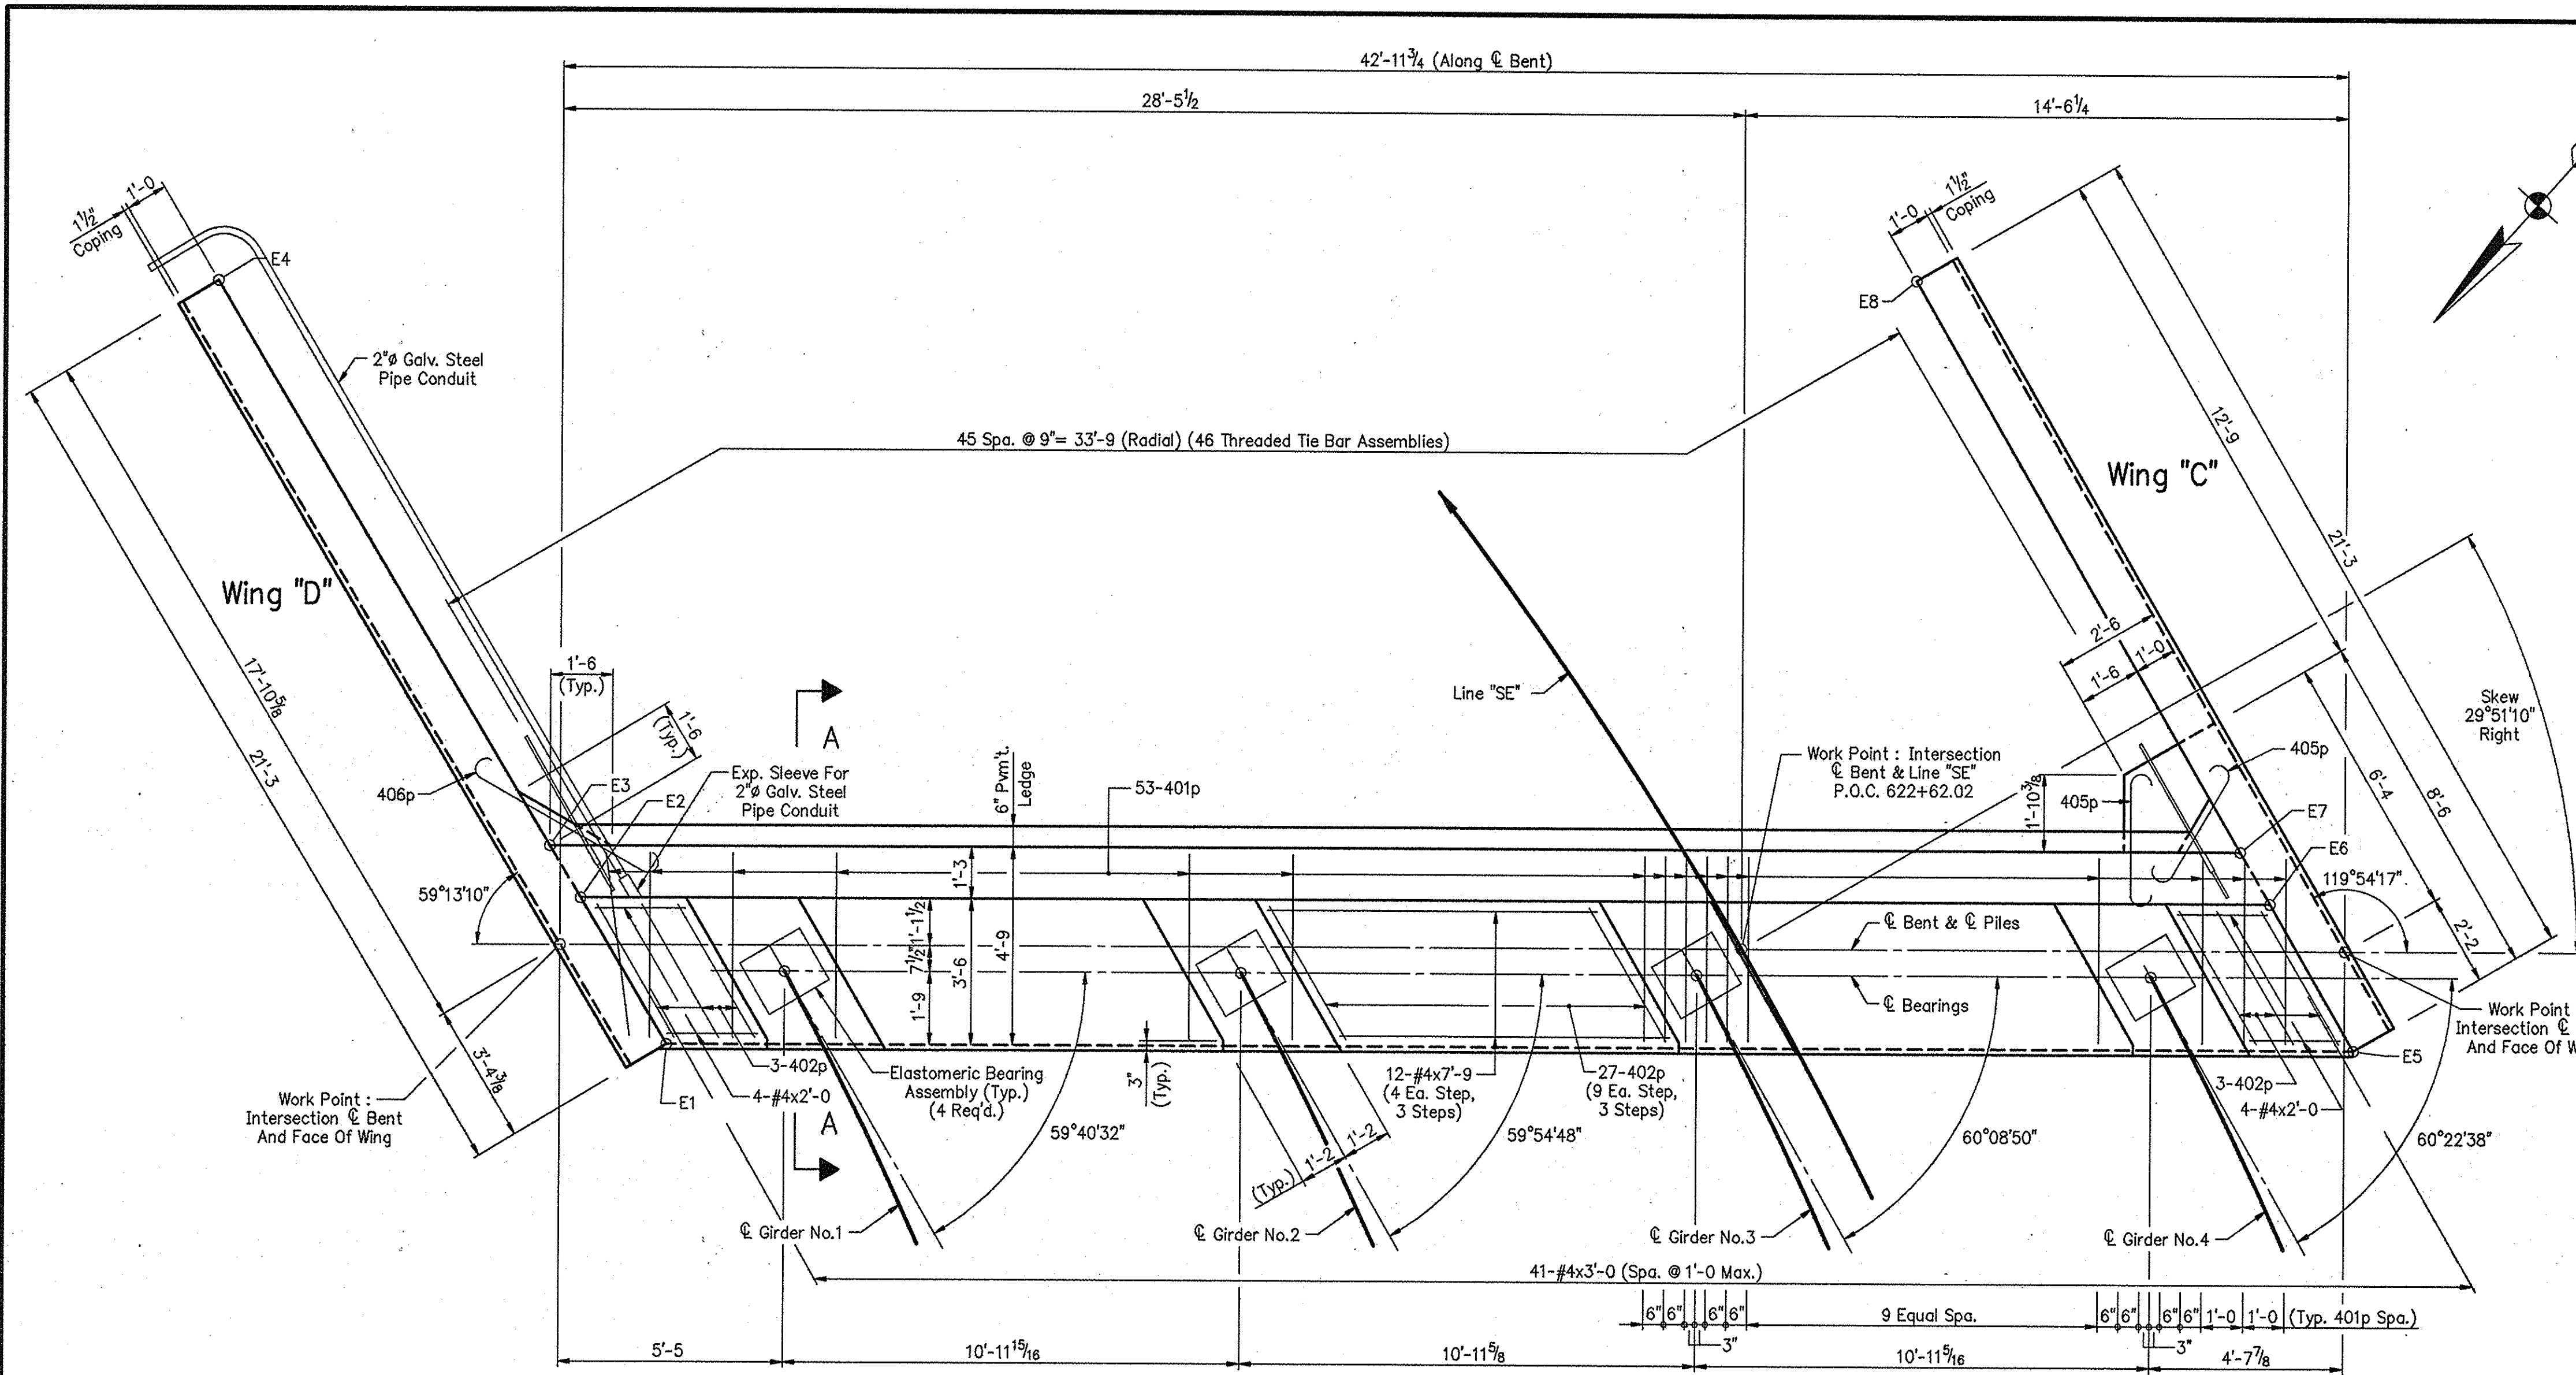 42'-11¾ (Along ℄ Bent)
28'-5½
14'-6¼
1½"
Coping
1'-0
E4
1'-0
1½"
Coping
E8
2"ø Galv. Steel
Pipe Conduit
45 Spa. @ 9"= 33'-9 (Radial) (46 Threaded Tie Bar Assemblies)
12'-9
Wing "C"
21'-3
Wing "D"
17'-10⅝
21'-3
1'-6
(Typ.)
1'-6
(Typ.)
A
Line "SE"
2'-6
1'-6
1'-0
Skew
29°51'10"
Right
406p
E3
E2
Exp. Sleeve For
2"ø Galv. Steel
Pipe Conduit
6" Pvm't.
Ledge
53-401p
Work Point : Intersection
℄ Bent & Line "SE"
P.O.C. 622+62.02
1'-10⅜
405p
405p
6'-4
8'-6
E7
E6
59°13'10"
1'-3
119°54'17"
1'-1½
7½"
3'-6
4'-9
1'-9
℄ Bent & ℄ Piles
℄ Bearings
2'-2
3'-4⅜
Work Point :
Intersection ℄ Bent
And Face Of Wing
E1
3-402p
4-#4x2'-0
Elastomeric Bearing
Assembly (Typ.)
(4 Req'd.)
3"
(Typ.)
12-#4x7'-9
(4 Ea. Step,
3 Steps)
27-402p
(9 Ea. Step,
3 Steps)
3-402p
4-#4x2'-0
E5
Work Point
Intersection ℄
And Face Of W
A
59°40'32"
1'-2
1'-2
(Typ.)
59°54'48"
60°08'50"
60°22'38"
℄ Girder No.1
℄ Girder No.2
℄ Girder No.3
℄ Girder No.4
41-#4x3'-0 (Spa. @ 1'-0 Max.)
6" 6" 6" 6" 9 Equal Spa. 6" 6" 6" 6" 1'-0 1'-0 (Typ. 401p Spa.)
3"
3"
5'-5
10'-11 15/16
10'-11⅝
10'-11 5/16
4'-7⅞